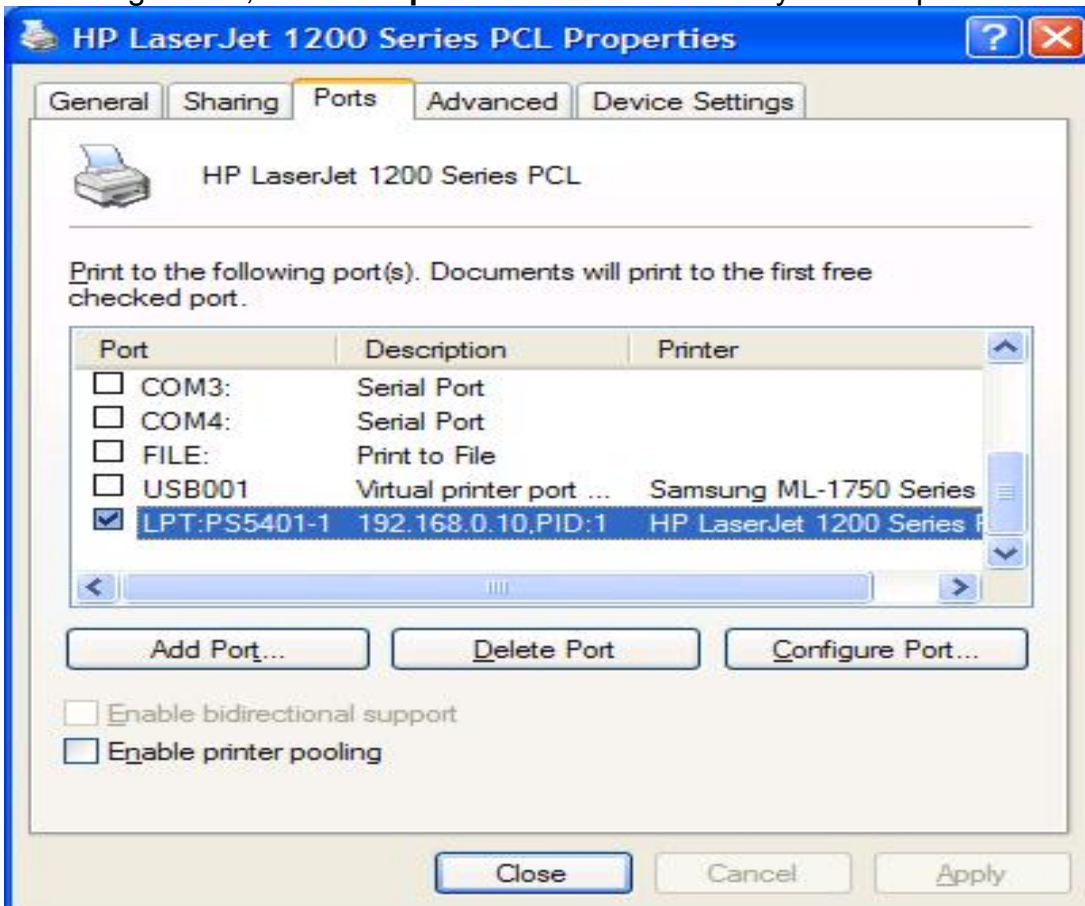 HP LaserJet 1200 Series PCL Properties
General Sharing Ports Advanced Device Settings
HP LaserJet 1200 Series PCL
Print to the following port(s). Documents will print to the first free
checked port.
Port Description Printer
COM3: Serial Port
COM4: Serial Port
FILE: Print to File
USB001 Virtual printer port ... Samsung ML-1750 Series
LPT:PS5401-1 192.168.0.10,PID:1 HP LaserJet 1200 Series
Add Port... Delete Port Configure Port...
Enable bidirectional support
Enable printer pooling
Close Cancel Apply